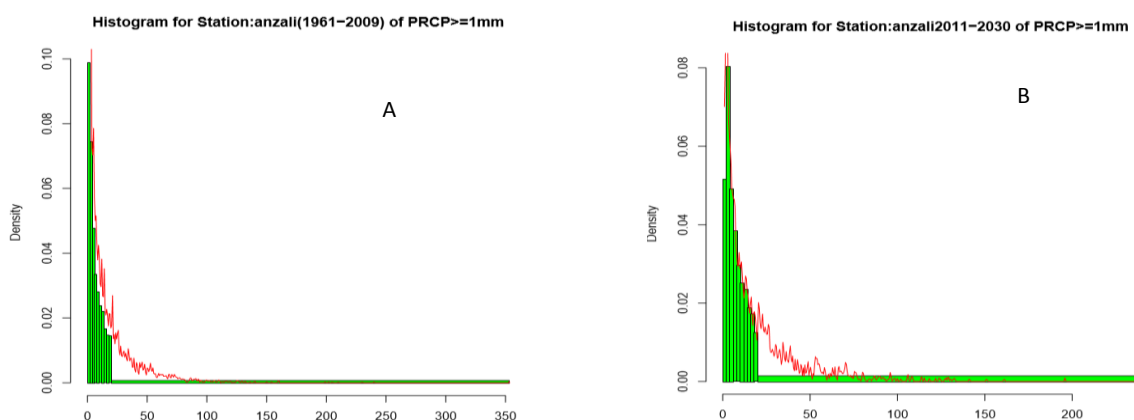 Histogram for Station:anzali(1961−2009) of PRCP>=1mm
A
Density
0.00 0.02 0.04 0.06 0.08 0.10
0 50 100 150 200 250 300 350
Histogram for Station:anzali2011−2030 of PRCP>=1mm
B
Density
0.00 0.02 0.04 0.06 0.08
0 50 100 150 200